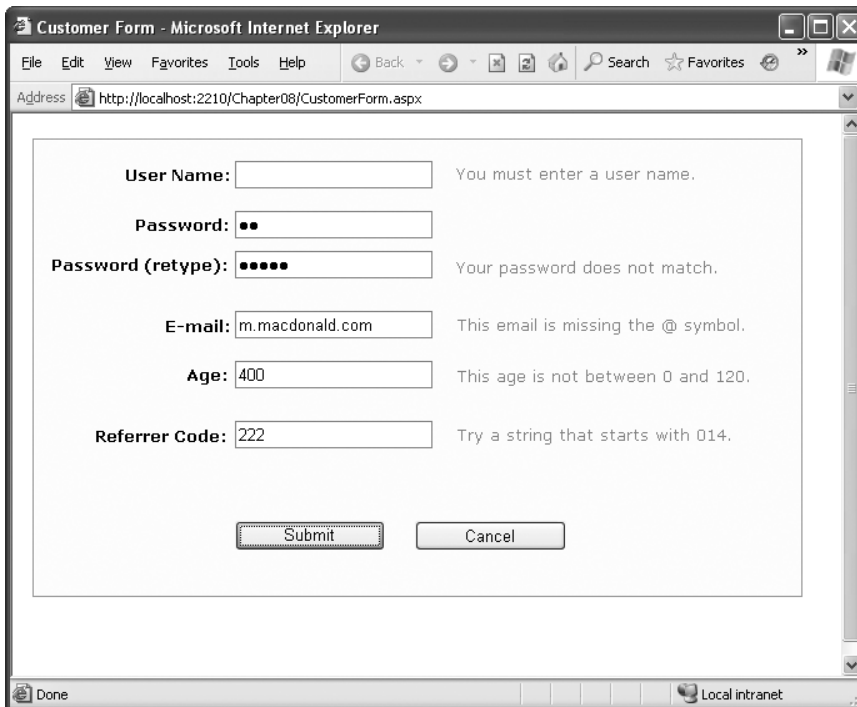 Customer Form - Microsoft Internet Explorer
File Edit View Favorites Tools Help Back Search Favorites »
Address http://localhost:2210/Chapter08/CustomerForm.aspx
User Name: You must enter a user name.
Password: ●●
Password (retype): ●●●●● Your password does not match.
E-mail: m.macdonald.com This email is missing the @ symbol.
Age: 400 This age is not between 0 and 120.
Referrer Code: 222 Try a string that starts with 014.
Submit Cancel
Done Local intranet